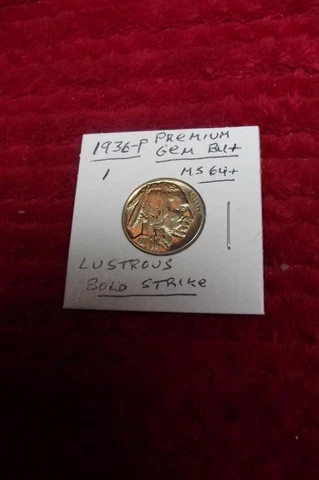 1936-P PREMIUM
GEM BU+
1 MS 64+
LUSTROUS
BOLD STRIKE